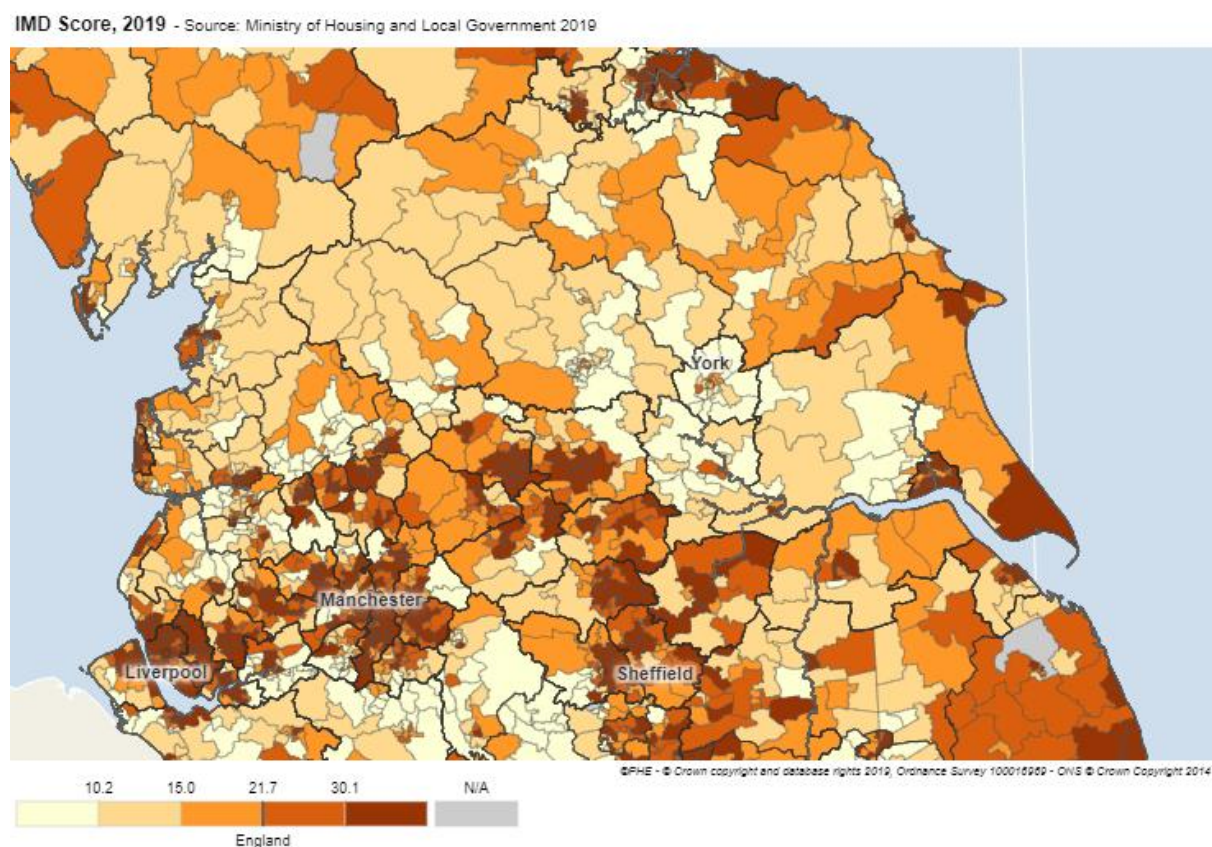 IMD Score, 2019 - Source: Ministry of Housing and Local Government 2019
York
Manchester
Liverpool
Sheffield
©PHE - © Crown copyright and database rights 2019, Ordnance Survey 100016969 - ONS © Crown Copyright 2014
10.2 15.0 21.7 30.1 N/A
England